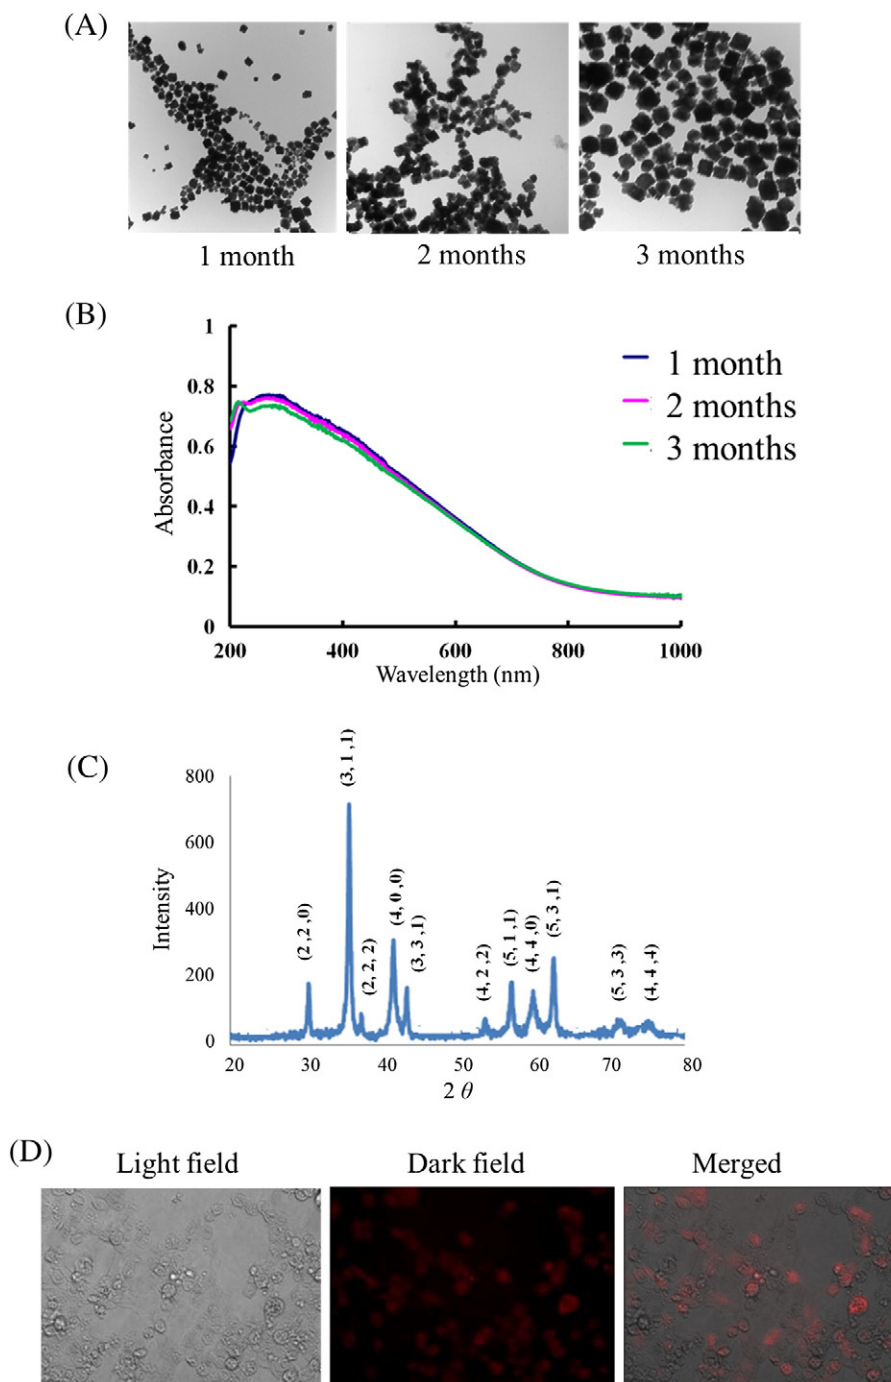 (A)
1 month 2 months 3 months
(B)
1
0.8
0.6
0.4
0.2
0
Absorbance
1 month
2 months
3 months
200 400 600 800 1000
Wavelength (nm)
(C)
800
600
400
200
0
Intensity
(2 ,2 ,0)
(3, 1 ,1)
(2, 2, 2)
(4, 0 ,0)
(3, 3 ,1)
(4, 2 ,2)
(5, 1 ,1)
(4 ,4 ,0)
(5, 3 ,1)
(5, 3 ,3)
(4, 4 ,4)
20 30 40 50 60 70 80
2 θ
(D)
Light field Dark field Merged